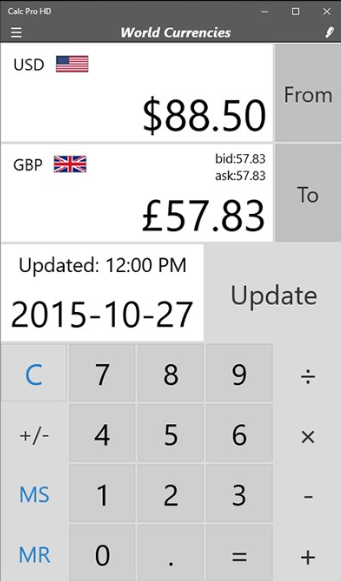 Calc Pro HD
World Currencies
USD
$88.50
From
GBP
bid:57.83
ask:57.83
£57.83
To
Updated: 12:00 PM
2015-10-27
Update
C 7 8 9 ÷
+/- 4 5 6 ×
MS 1 2 3 -
MR 0 . = +